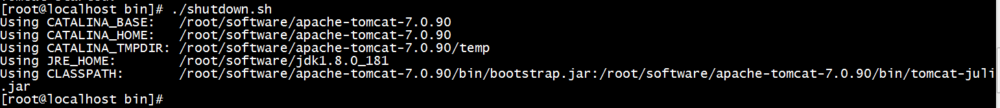 [root@localhost bin]# ./shutdown.sh
Using CATALINA_BASE:   /root/software/apache-tomcat-7.0.90
Using CATALINA_HOME:   /root/software/apache-tomcat-7.0.90
Using CATALINA_TMPDIR: /root/software/apache-tomcat-7.0.90/temp
Using JRE_HOME:        /root/software/jdk1.8.0_181
Using CLASSPATH:       /root/software/apache-tomcat-7.0.90/bin/bootstrap.jar:/root/software/apache-tomcat-7.0.90/bin/tomcat-juli
.jar
[root@localhost bin]#